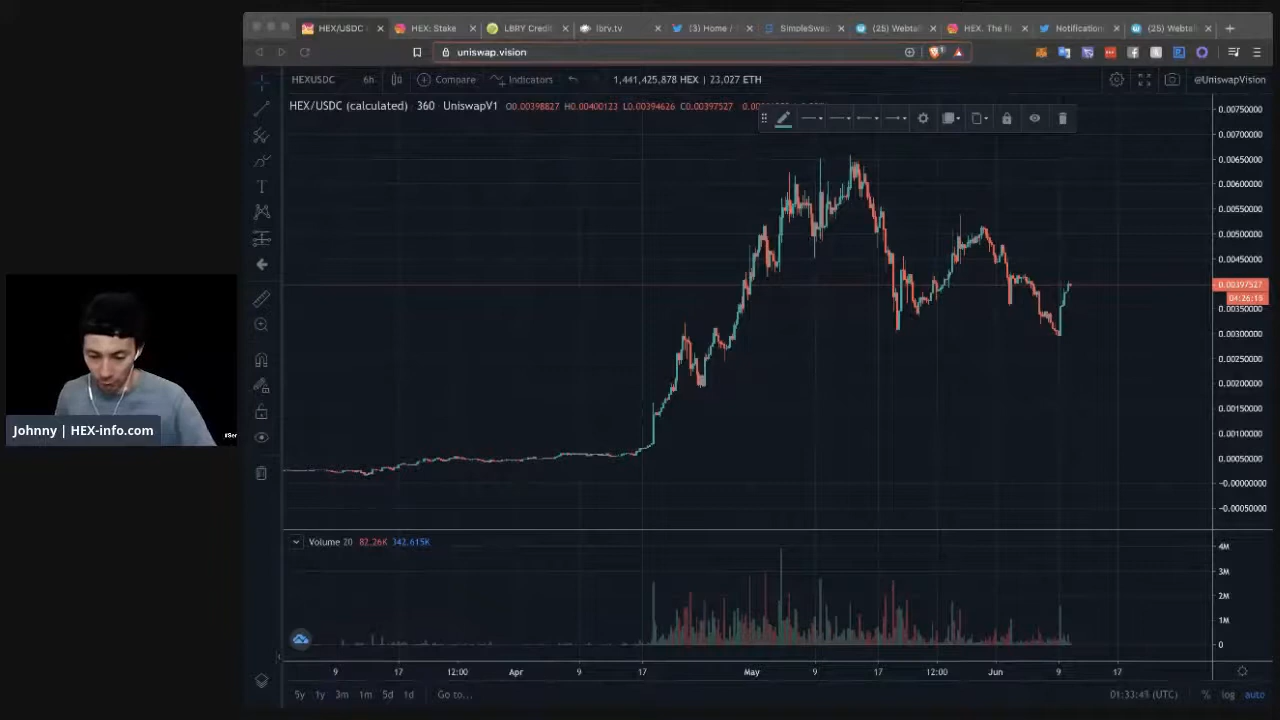 HEX/USDC
HEX: Stake
LBRY Credit
lbry.tv
(3) Home /
SimpleSwap
(25) Webtal
HEX. The fi
Notification
(25) Webtal
uniswap.vision
HEXUSDC 6h Compare Indicators 1,441,425,878 HEX | 23,027 ETH @UniswapVision
HEX/USDC (calculated) 360 UniswapV1 O0.00398827 H0.00400123 L0.00394626 C0.00397527
0.00750000
0.00700000
0.00650000
0.00600000
0.00550000
0.00500000
0.00450000
0.00397527
04:26:15
0.00350000
0.00300000
0.00250000
0.00200000
0.00150000
0.00100000
0.00050000
-0.00000000
-0.00050000
Johnny | HEX-info.com
Volume 20 82.26K 342.615K
4M
3M
2M
1M
0
9 17 12:00 Apr 9 17 May 9 17 12:00 Jun 9 17
5y 1y 3m 1m 5d 1d Go to... 01:33:45 (UTC) % log auto